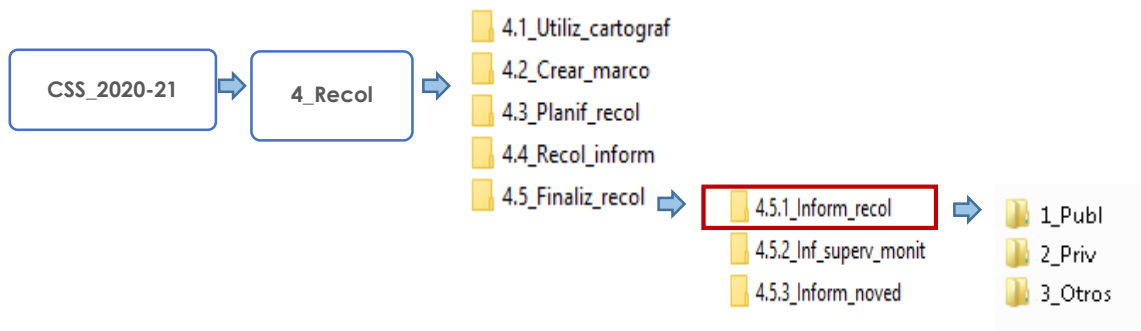 CSS_2020-21
4_Recol
4.1_Utiliz_cartograf
4.2_Crear_marco
4.3_Planif_recol
4.4_Recol_inform
4.5_Finaliz_recol
4.5.1_Inform_recol
4.5.2_Inf_superv_monit
4.5.3_Inform_noved
1_Publ
2_Priv
3_Otros